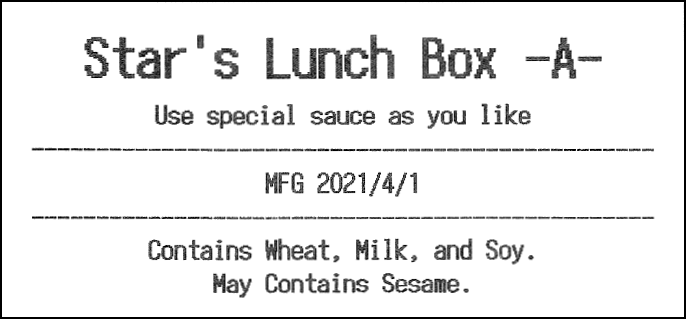 Star's Lunch Box -A-
Use special sauce as you like
MFG 2021/4/1
Contains Wheat, Milk, and Soy.
May Contains Sesame.